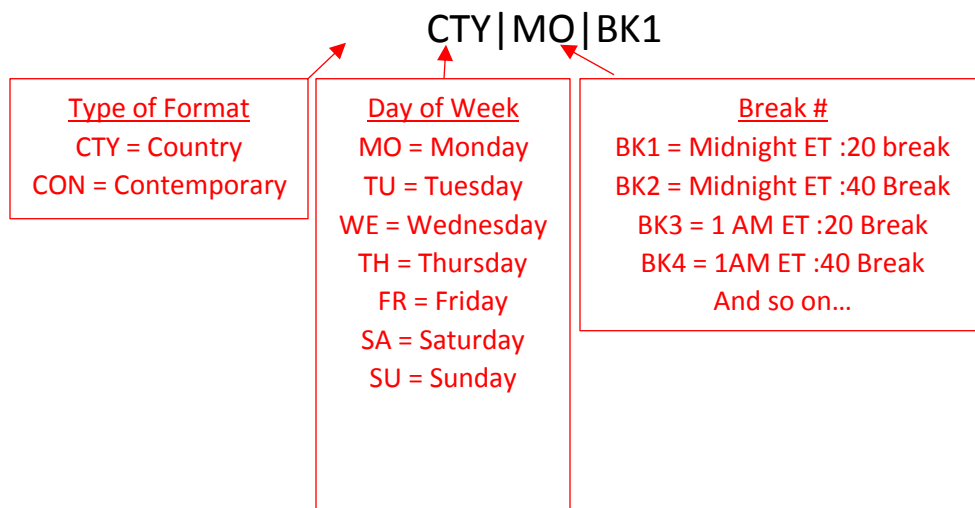 CTY|MO|BK1
Type of Format
CTY = Country
CON = Contemporary
Day of Week
MO = Monday
TU = Tuesday
WE = Wednesday
TH = Thursday
FR = Friday
SA = Saturday
SU = Sunday
Break #
BK1 = Midnight ET :20 break
BK2 = Midnight ET :40 Break
BK3 = 1 AM ET :20 Break
BK4 = 1AM ET :40 Break
And so on…